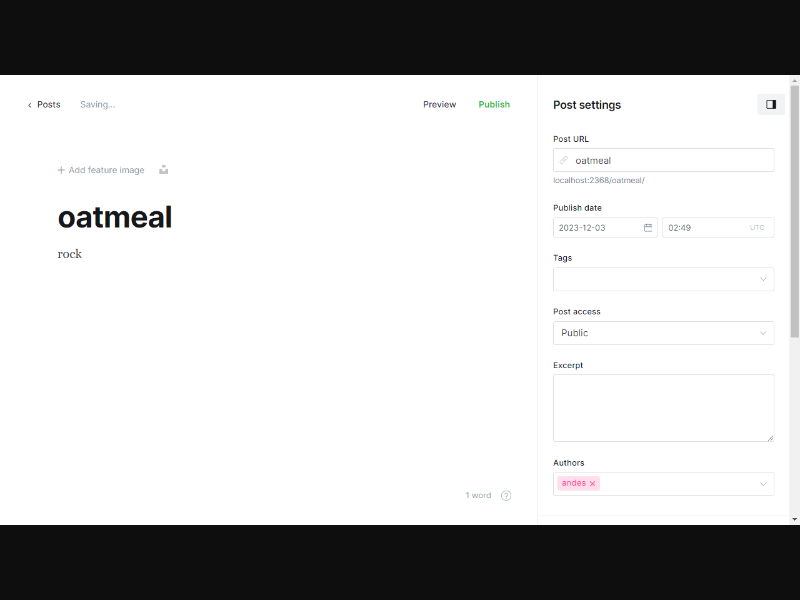 Posts Saving... Preview Publish
Add feature image
oatmeal
rock
1 word
Post settings
Post URL
oatmeal
localhost:2368/oatmeal/
Publish date
2023-12-03 02:49 UTC
Tags
Post access
Public
Excerpt
Authors
andes ×